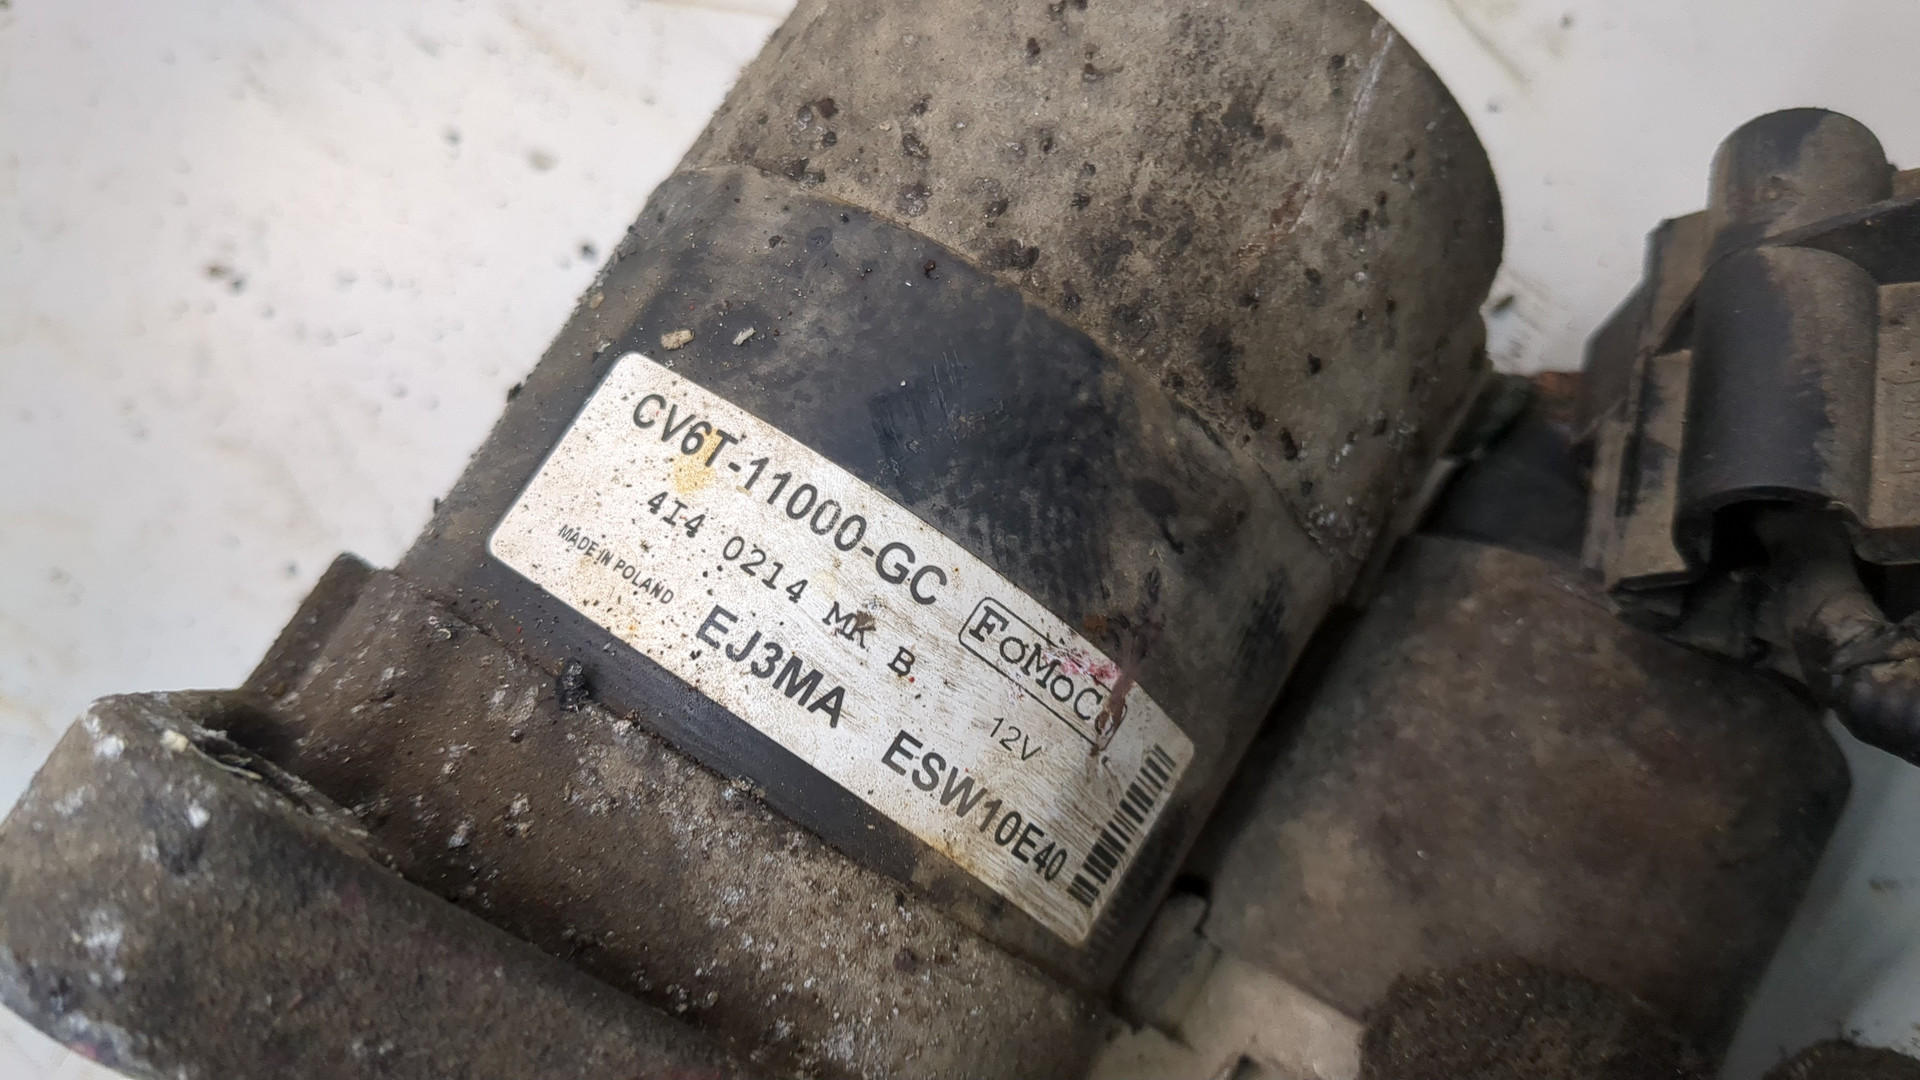 CV6T-11000-GC
FoMoCo
4I4 0214 MK B
12V
MADE IN POLAND
EJ3MA ESW10E40